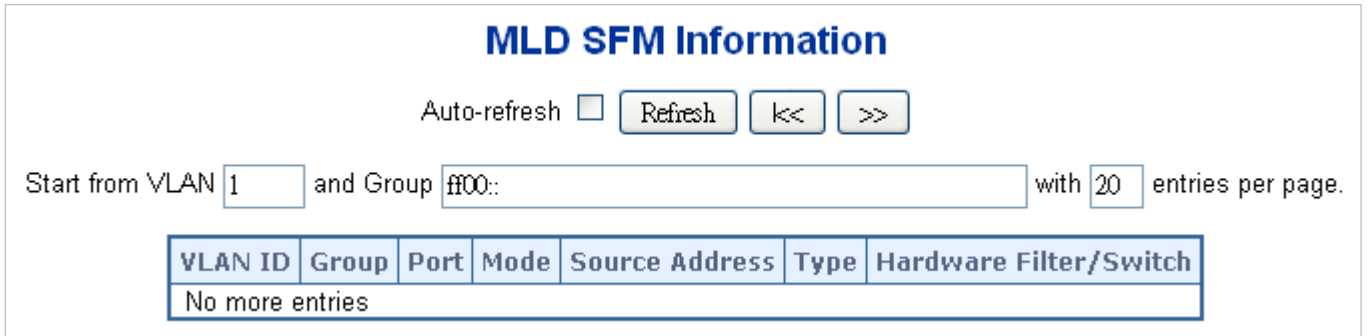 MLD SFM Information
Auto-refresh Refresh k<< >>
Start from VLAN 1 and Group ff00:: with 20 entries per page.
VLAN ID Group Port Mode Source Address Type Hardware Filter/Switch
No more entries